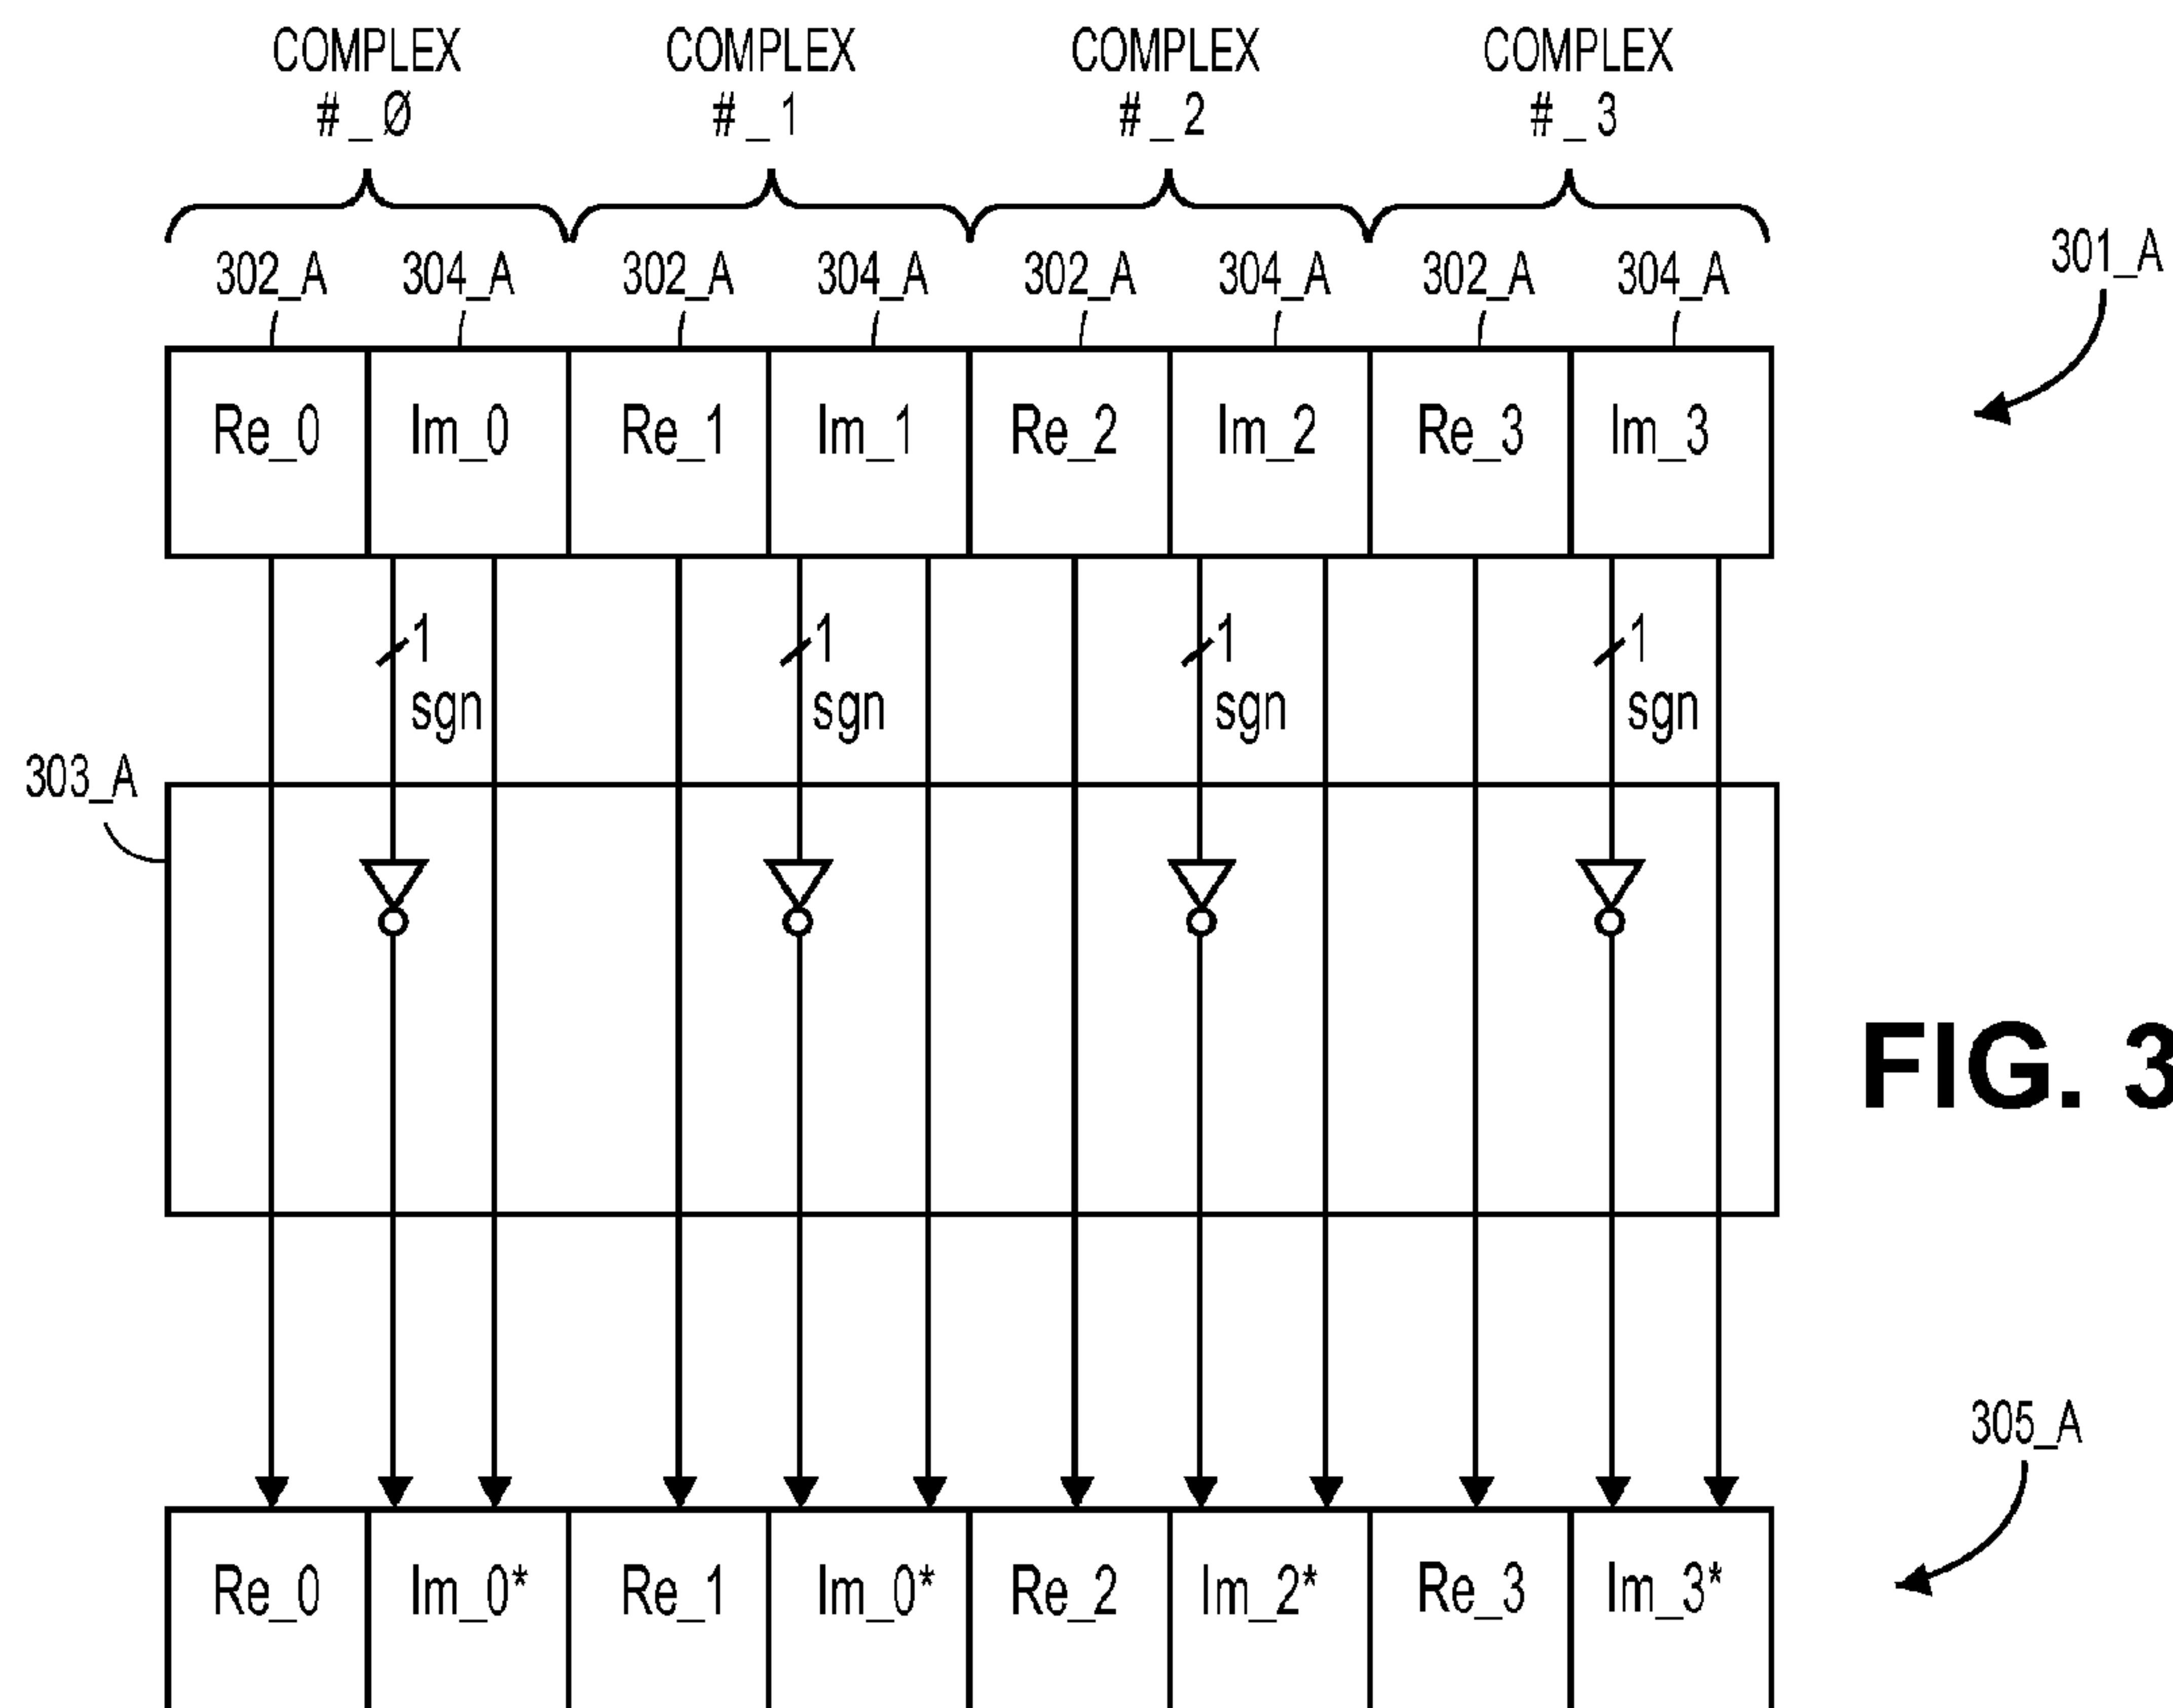 COMPLEX COMPLEX COMPLEX COMPLEX
#_Ø #_1 #_2 #_3
302_A 304_A 302_A 304_A 302_A 304_A 302_A 304_A 301_A
Re_0 Im_0 Re_1 Im_1 Re_2 Im_2 Re_3 Im_3
1 1 1 1
sgn sgn sgn sgn
303_A
FIG. 3
305_A
Re_0 Im_0* Re_1 Im_0* Re_2 Im_2* Re_3 Im_3*